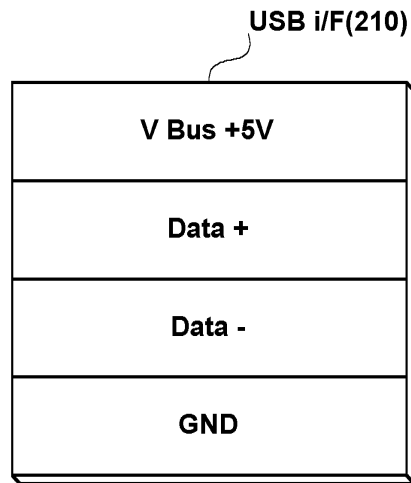 USB i/F(210)
V Bus +5V
Data +
Data -
GND